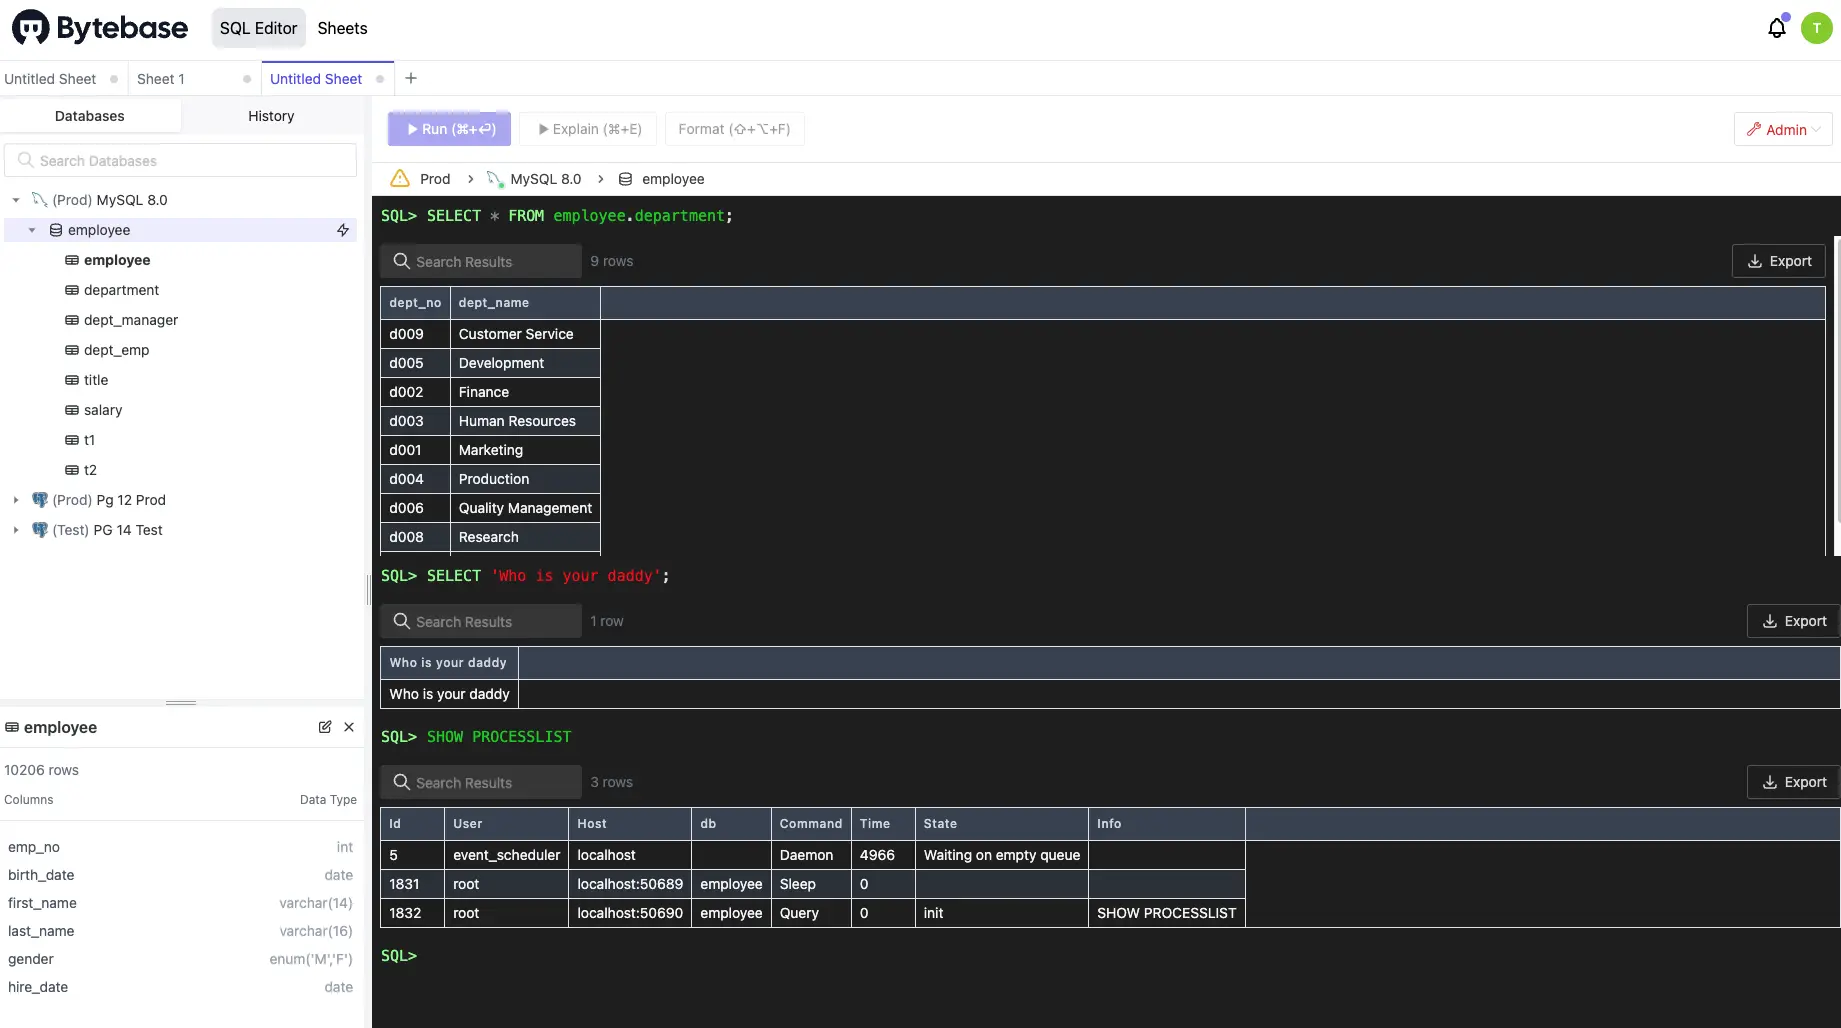 Bytebase SQL Editor Sheets T
Untitled Sheet Sheet 1 Untitled Sheet +
Databases History
Search Databases
(Prod) MySQL 8.0
employee
employee
department
dept_manager
dept_emp
title
salary
t1
t2
(Prod) Pg 12 Prod
(Test) PG 14 Test
employee
10206 rows
Columns Data Type
emp_no int
birth_date date
first_name varchar(14)
last_name varchar(16)
gender enum('M','F')
hire_date date
Run (⌘+⏎) Explain (⌘+E) Format (⇧+⌥+F) Admin
Prod > MySQL 8.0 > employee
SQL> SELECT * FROM employee.department;
Search Results 9 rows Export
dept_no dept_name
d009 Customer Service
d005 Development
d002 Finance
d003 Human Resources
d001 Marketing
d004 Production
d006 Quality Management
d008 Research
SQL> SELECT 'Who is your daddy';
Search Results 1 row Export
Who is your daddy
Who is your daddy
SQL> SHOW PROCESSLIST
Search Results 3 rows Export
Id User Host db Command Time State Info
5 event_scheduler localhost Daemon 4966 Waiting on empty queue
1831 root localhost:50689 employee Sleep 0
1832 root localhost:50690 employee Query 0 init SHOW PROCESSLIST
SQL>